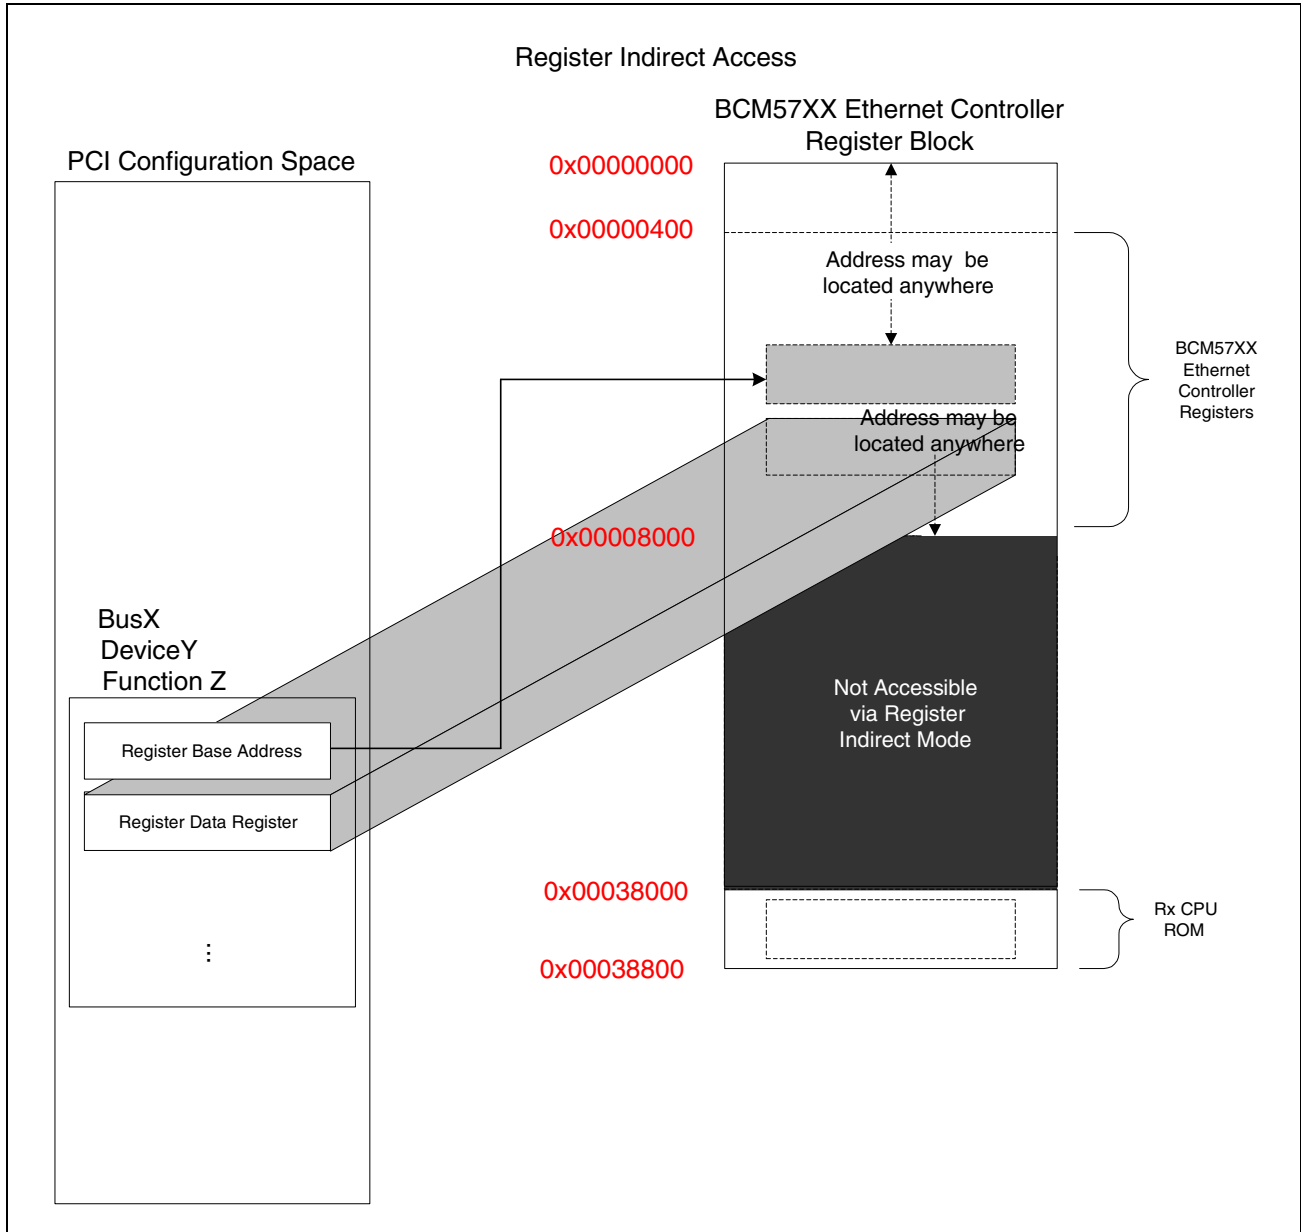 Register Indirect Access
BCM57XX Ethernet Controller
Register Block
PCI Configuration Space
0x00000000
0x00000400
Address may be
located anywhere
BCM57XX
Ethernet
Controller
Registers
Address may be
located anywhere
0x00008000
BusX
DeviceY
Function Z
Register Base Address
Register Data Register
⋮
Not Accessible
via Register
Indirect Mode
0x00038000
Rx CPU
ROM
0x00038800